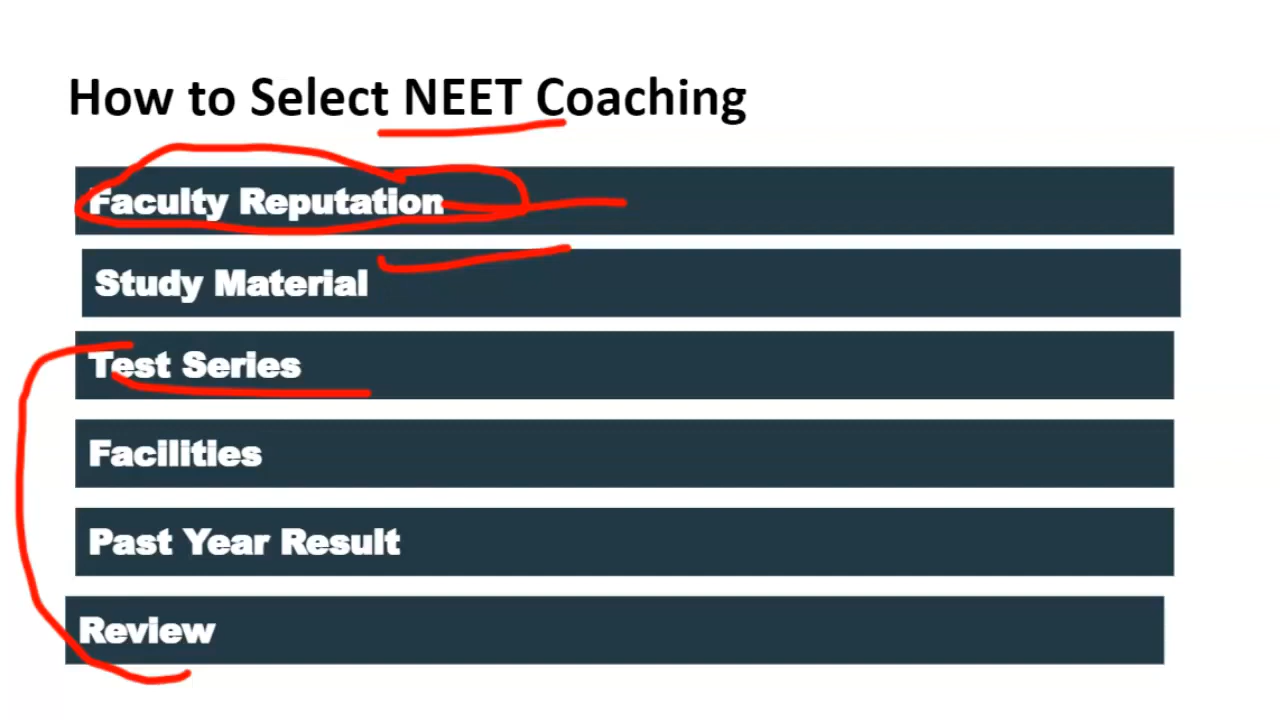 How to Select NEET Coaching
Faculty Reputation
Study Material
Test Series
Facilities
Past Year Result
Review